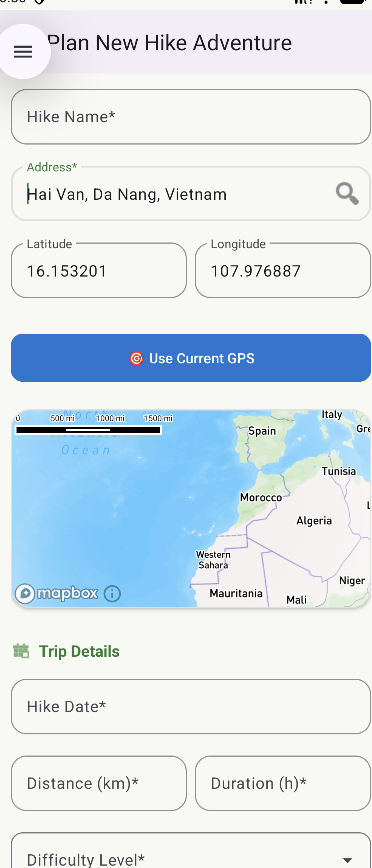 Plan New Hike Adventure
Hike Name*
Address*
Hai Van, Da Nang, Vietnam
Latitude
Longitude
16.153201
107.976887
🎯 Use Current GPS
0 500 mi 1000 mi 1500 mi
North
Atlantic
Ocean
Italy
Spain
Gre
Tunisia
Morocco
Algeria
Western
Sahara
Niger
Mauritania
Mali
mapbox
Trip Details
Hike Date*
Distance (km)*
Duration (h)*
Difficulty Level*